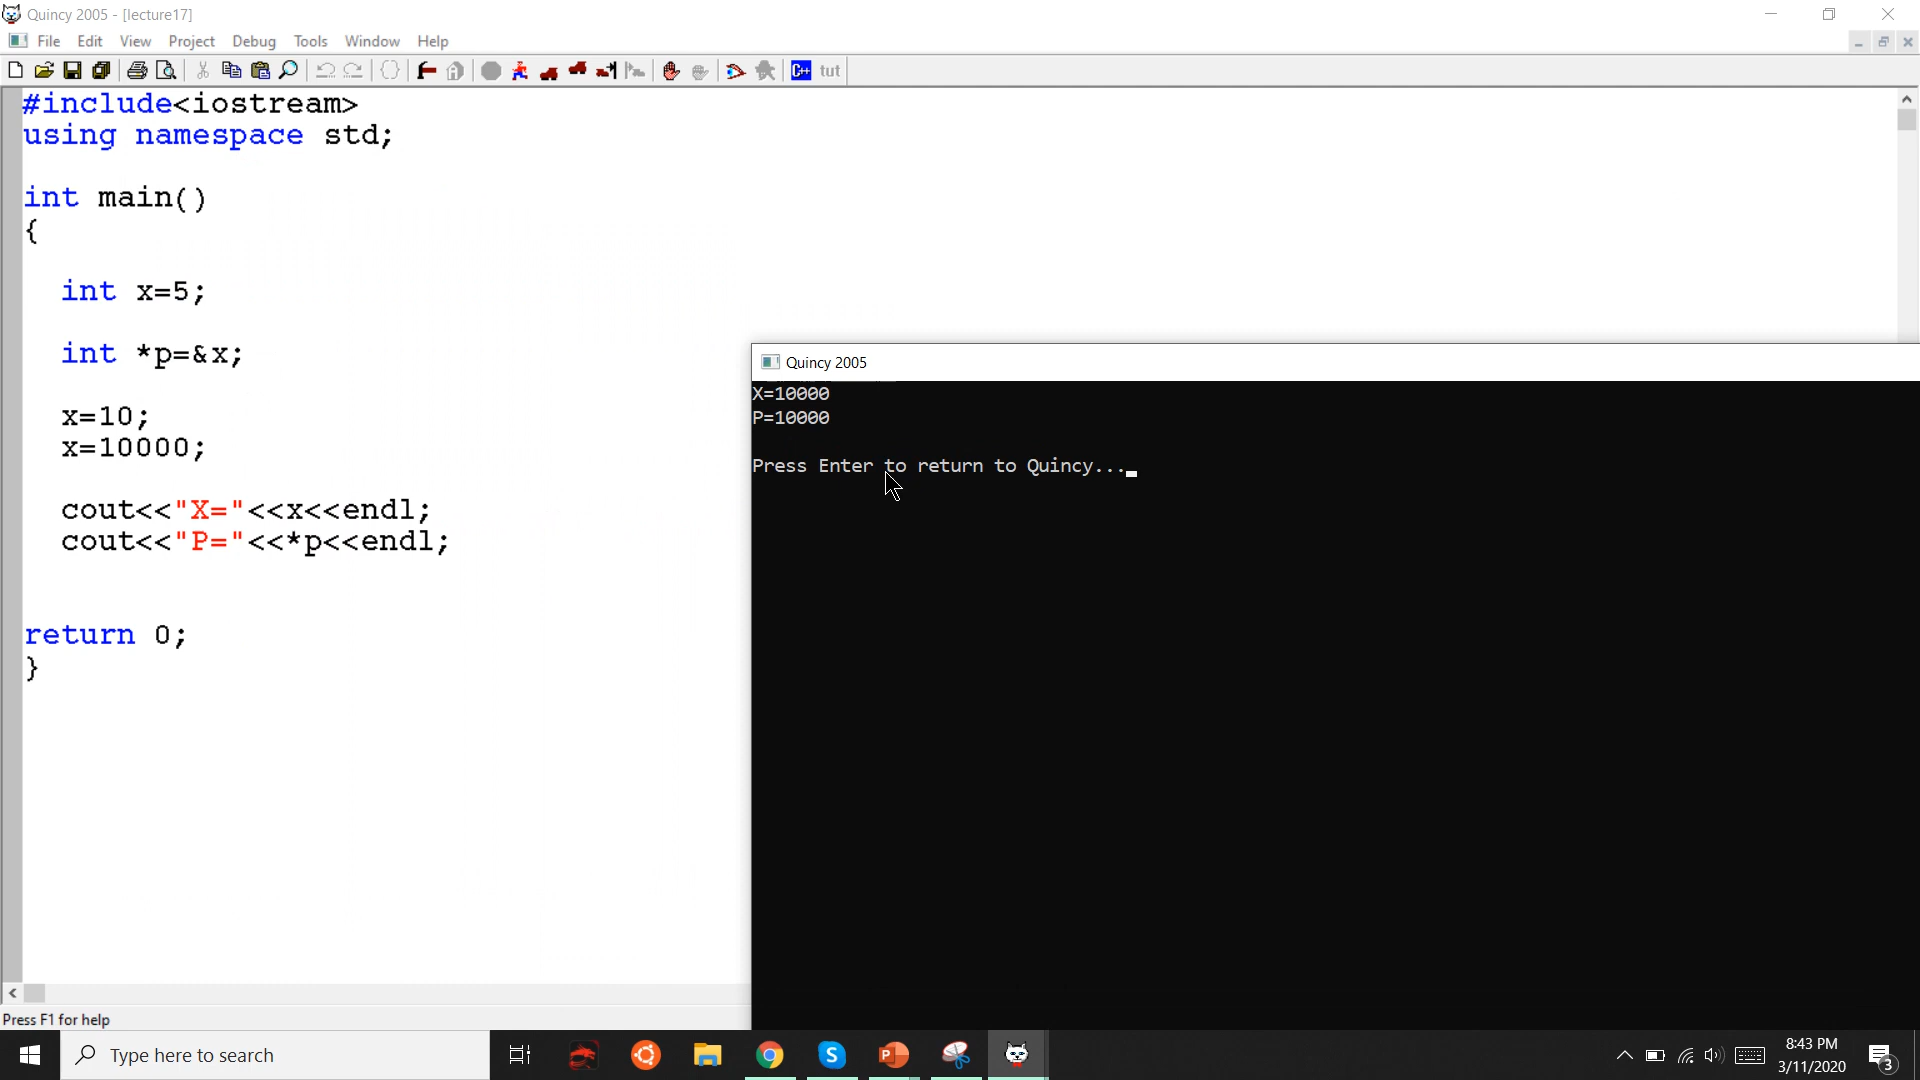 Quincy 2005 - [lecture17]
File Edit View Project Debug Tools Window Help
C++ tut
#include<iostream>
using namespace std;
int main()
{
int x=5;
int *p=&x;
x=10;
x=10000;
cout<<"X="<<x<<endl;
cout<<"P="<<*p<<endl;
return 0;
}
Quincy 2005
X=10000
P=10000
Press Enter to return to Quincy...
Press F1 for help
Type here to search
8:43 PM
3/11/2020
3